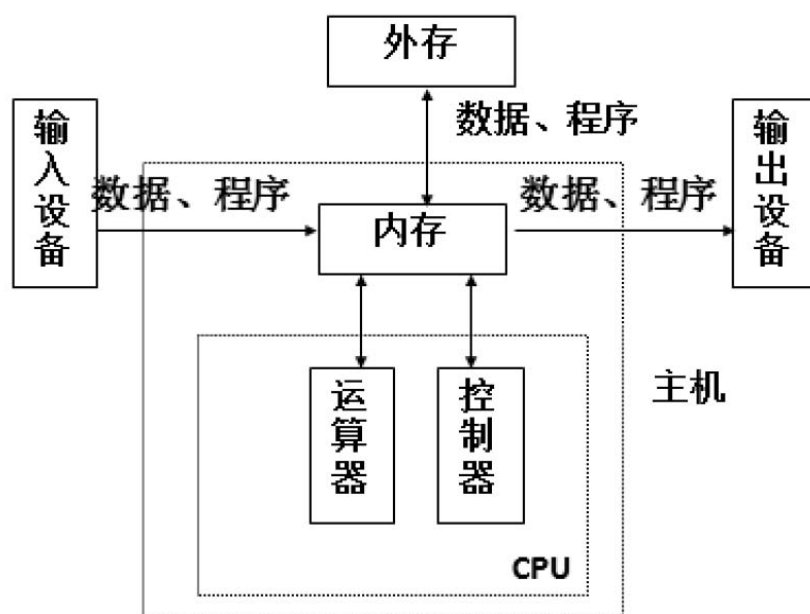 外存
数据、程序
输入设备
数据、程序
内存
数据、程序
输出设备
运算器
控制器
主机
CPU